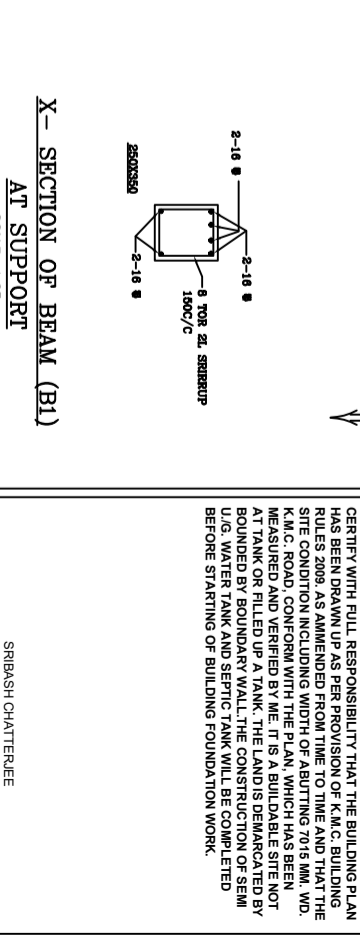 2-16 Φ
2-16 Φ
8 TOR 2L SRIRRUP
150C/C
250X350
2-16 Φ
X- SECTION OF BEAM (B1)
AT SUPPORT
CERTIFY WITH FULL RESPONSIBILITY THAT THE BUILDING PLAN
HAS BEEN DRAWN UP AS PER PROVISION OF K.M.C. BUILDING
RULES 2009. AS AMMENDED FROM TIME TO TIME AND THAT THE
SITE CONDITION INCLUDING WIDTH OF ABUTTING 7015 MM. WD.
K.M.C. ROAD, CONFORM WITH THE PLAN, WHICH HAS BEEN
MEASURED AND VERIFIED BY ME. IT IS A BUILDABLE SITE NOT
AT TANK OR FILLED UP A TANK. THE LAND IS DEMARCATED BY
BOUNDED BY BOUNDARY WALL.THE CONSTRUCTION OF SEMI
U./G. WATER TANK AND SEPTIC TANK WILL BE COMPLETED
BEFORE STARTING OF BUILDING FOUNDATION WORK.
SRIBASH CHATTERJEE